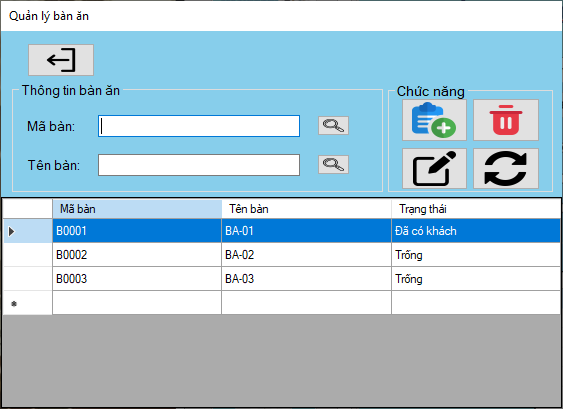 Quản lý bàn ăn
Thông tin bàn ăn
Chức năng
Mã bàn:
Tên bàn:
Mã bàn Tên bàn Trạng thái
B0001 BA-01 Đã có khách
B0002 BA-02 Trống
B0003 BA-03 Trống